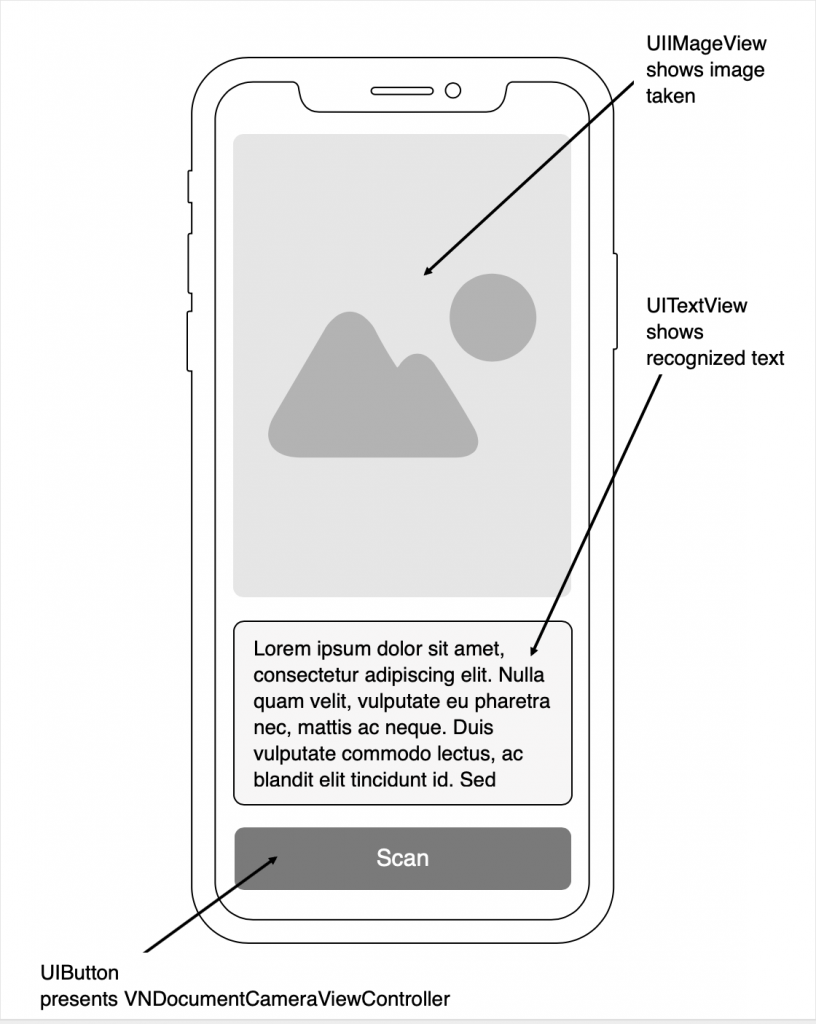 UIIMageView
shows image
taken
UITextView
shows
recognized text
Lorem ipsum dolor sit amet,
consectetur adipiscing elit. Nulla
quam velit, vulputate eu pharetra
nec, mattis ac neque. Duis
vulputate commodo lectus, ac
blandit elit tincidunt id. Sed
Scan
UIButton
presents VNDocumentCameraViewController